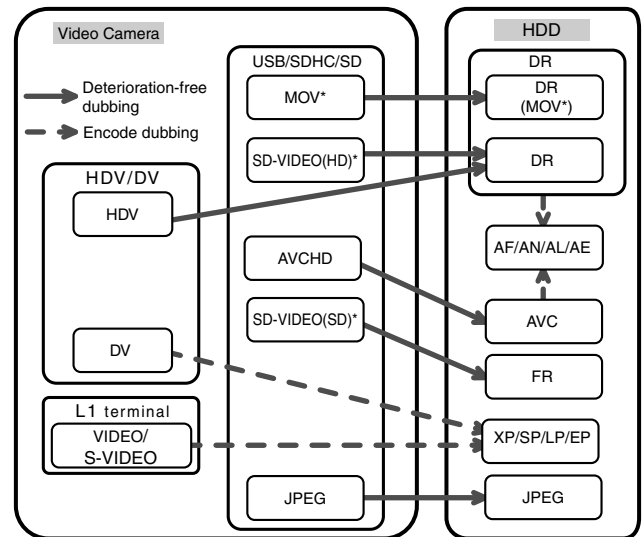 Video Camera
Deterioration-free
dubbing
Encode dubbing
HDV/DV
HDV
DV
L1 terminal
VIDEO/
S-VIDEO
USB/SDHC/SD
MOV*
SD-VIDEO(HD)*
AVCHD
SD-VIDEO(SD)*
JPEG
HDD
DR
DR
(MOV*)
DR
AF/AN/AL/AE
AVC
FR
XP/SP/LP/EP
JPEG